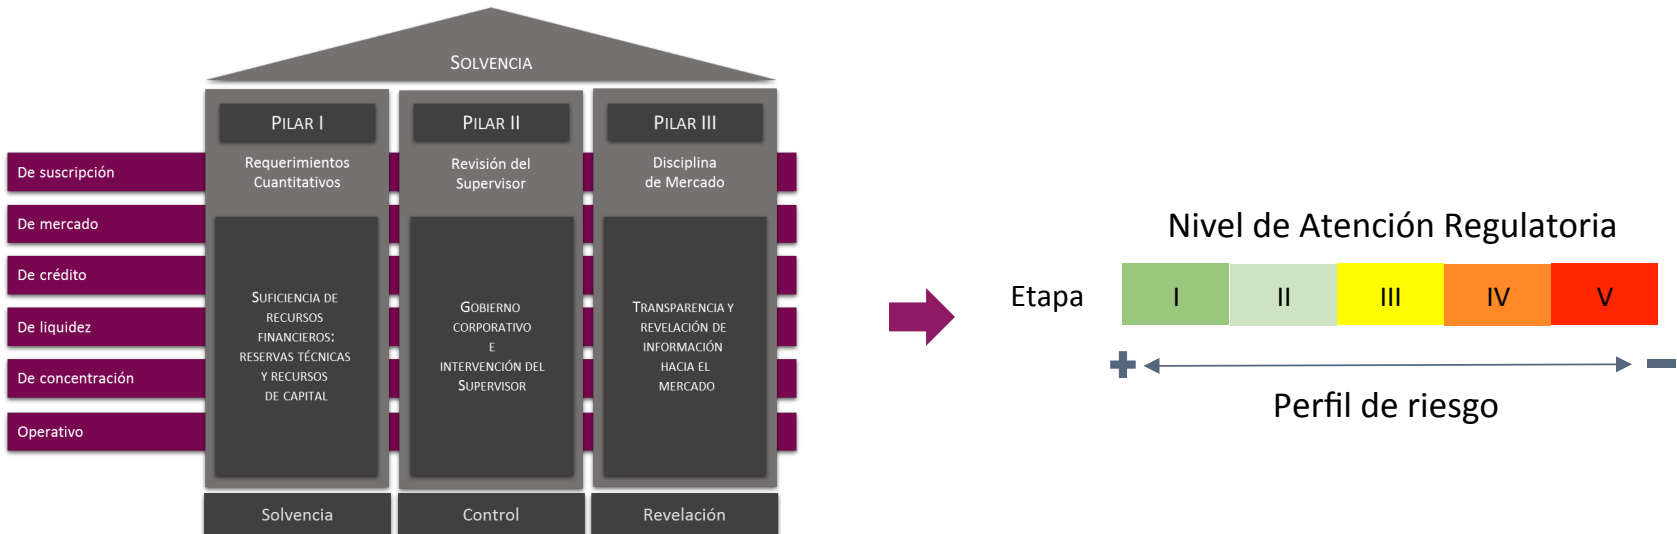 SOLVENCIA
PILAR I
PILAR II
PILAR III
Requerimientos
Cuantitativos
Revisión del
Supervisor
Disciplina
de Mercado
De suscripción
De mercado
De crédito
De liquidez
De concentración
Operativo
SUFICIENCIA DE
RECURSOS
FINANCIEROS:
RESERVAS TÉCNICAS
Y RECURSOS
DE CAPITAL
GOBIERNO
CORPORATIVO
E
INTERVENCIÓN DEL
SUPERVISOR
TRANSPARENCIA Y
REVELACIÓN DE
INFORMACIÓN
HACIA EL
MERCADO
Solvencia
Control
Revelación
Nivel de Atención Regulatoria
Etapa
I
II
III
IV
V
Perfil de riesgo